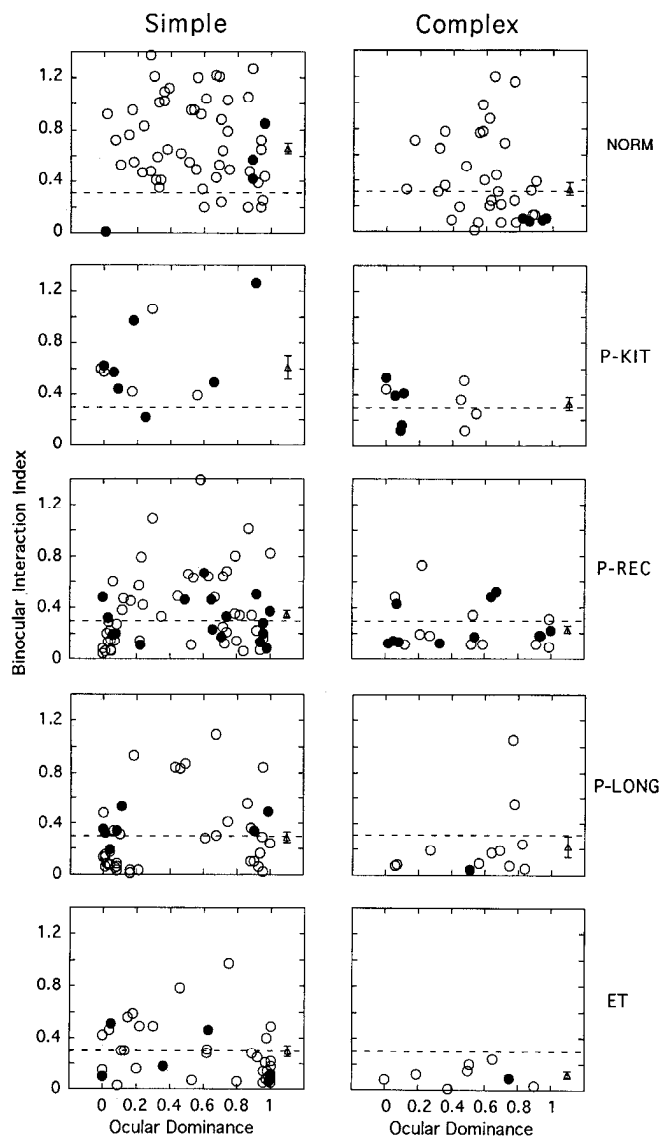 Simple Complex
1.2
0.8
0.4
0
NORM
1.2
0.8
0.4
0
P-KIT
Binocular Interaction Index
1.2
0.8
0.4
0
P-REC
1.2
0.8
0.4
0
P-LONG
1.2
0.8
0.4
0
ET
0 0.2 0.4 0.6 0.8 1 0 0.2 0.4 0.6 0.8 1
Ocular Dominance Ocular Dominance